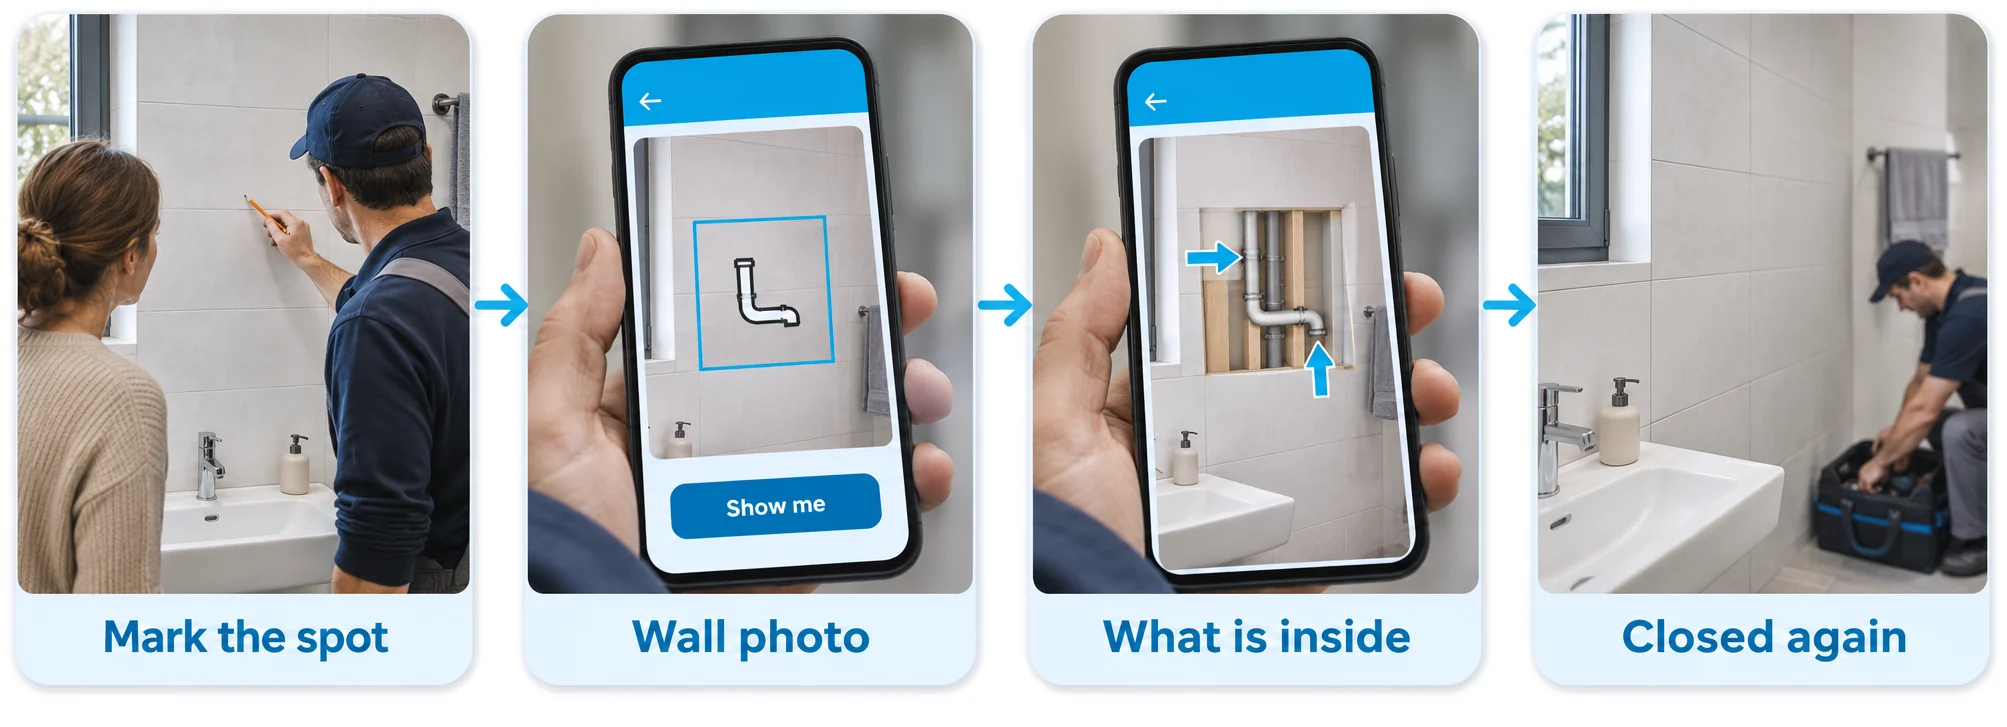 Show me
Mark the spot
Wall photo
What is inside
Closed again